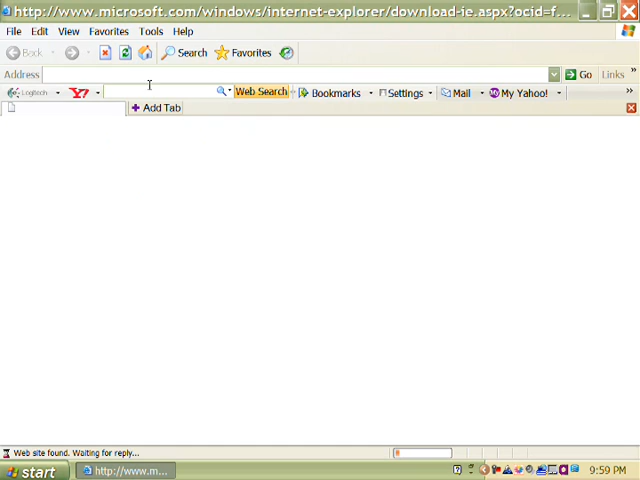 http://www.microsoft.com/windows/internet-explorer/download-ie.aspx?ocid=f...
File Edit View Favorites Tools Help
Back Search Favorites
Address Go Links »
Logitech Y! Web Search Bookmarks Settings Mail My Yahoo! »
Add Tab
Web site found. Waiting for reply...
start http://www.m... 9:59 PM